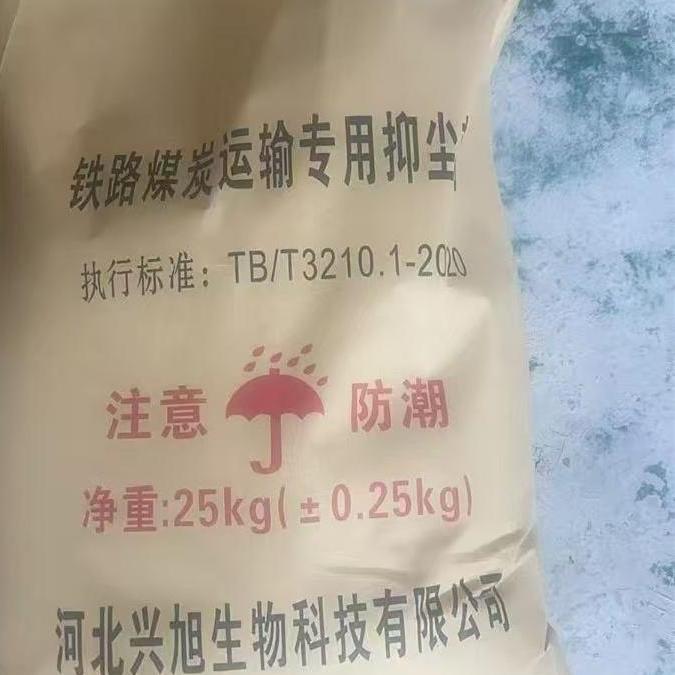 铁路煤炭运输专用抑尘
执行标准：TB/T3210.1-2020
注意 防潮
净重:25kg(±0.25kg)
河北兴旭生物科技有限公司